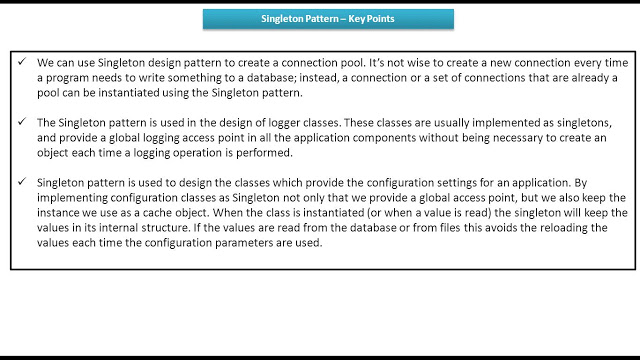 Singleton Pattern – Key Points
✓ We can use Singleton design pattern to create a connection pool. It's not wise to create a new connection every time
a program needs to write something to a database; instead, a connection or a set of connections that are already a
pool can be instantiated using the Singleton pattern.
✓ The Singleton pattern is used in the design of logger classes. These classes are usually implemented as singletons,
and provide a global logging access point in all the application components without being necessary to create an
object each time a logging operation is performed.
✓ Singleton pattern is used to design the classes which provide the configuration settings for an application. By
implementing configuration classes as Singleton not only that we provide a global access point, but we also keep the
instance we use as a cache object. When the class is instantiated (or when a value is read) the singleton will keep the
values in its internal structure. If the values are read from the database or from files this avoids the reloading the
values each time the configuration parameters are used.